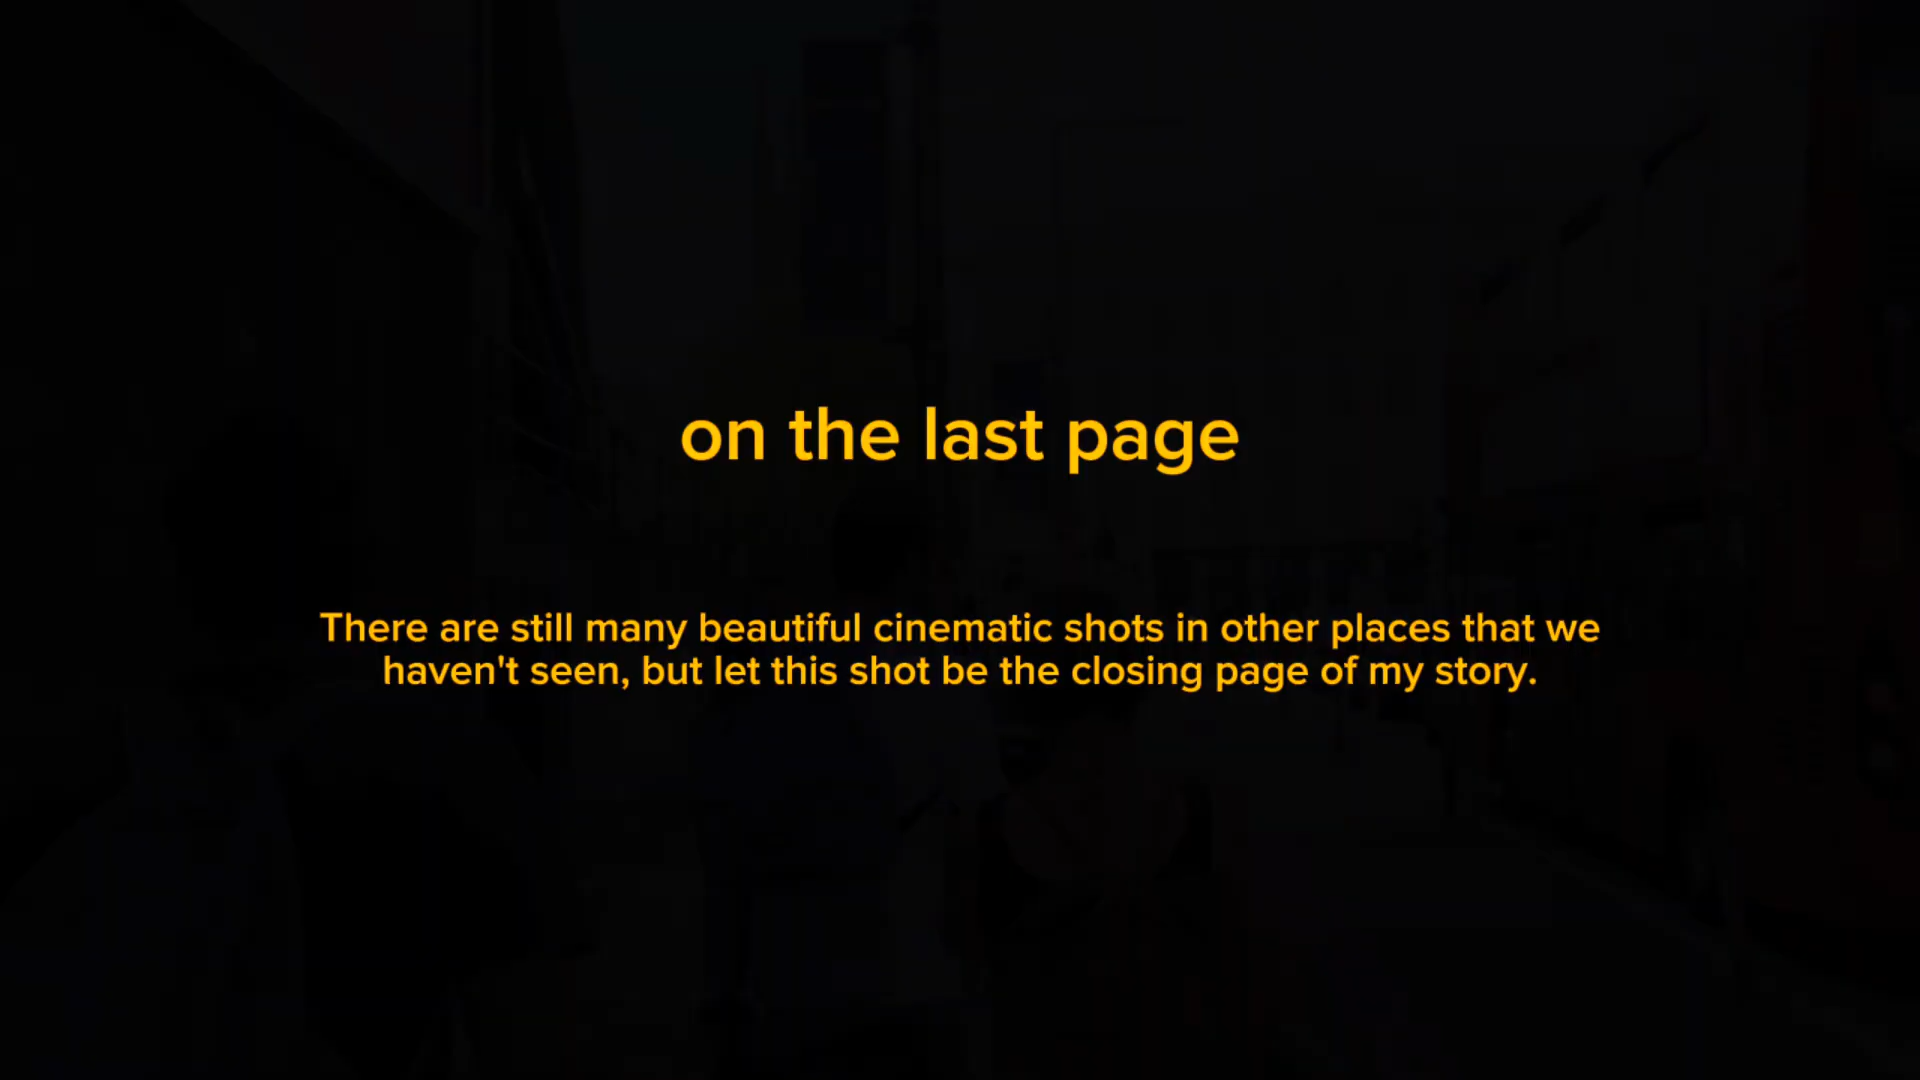 on the last page
There are still many beautiful cinematic shots in other places that we
haven't seen, but let this shot be the closing page of my story.